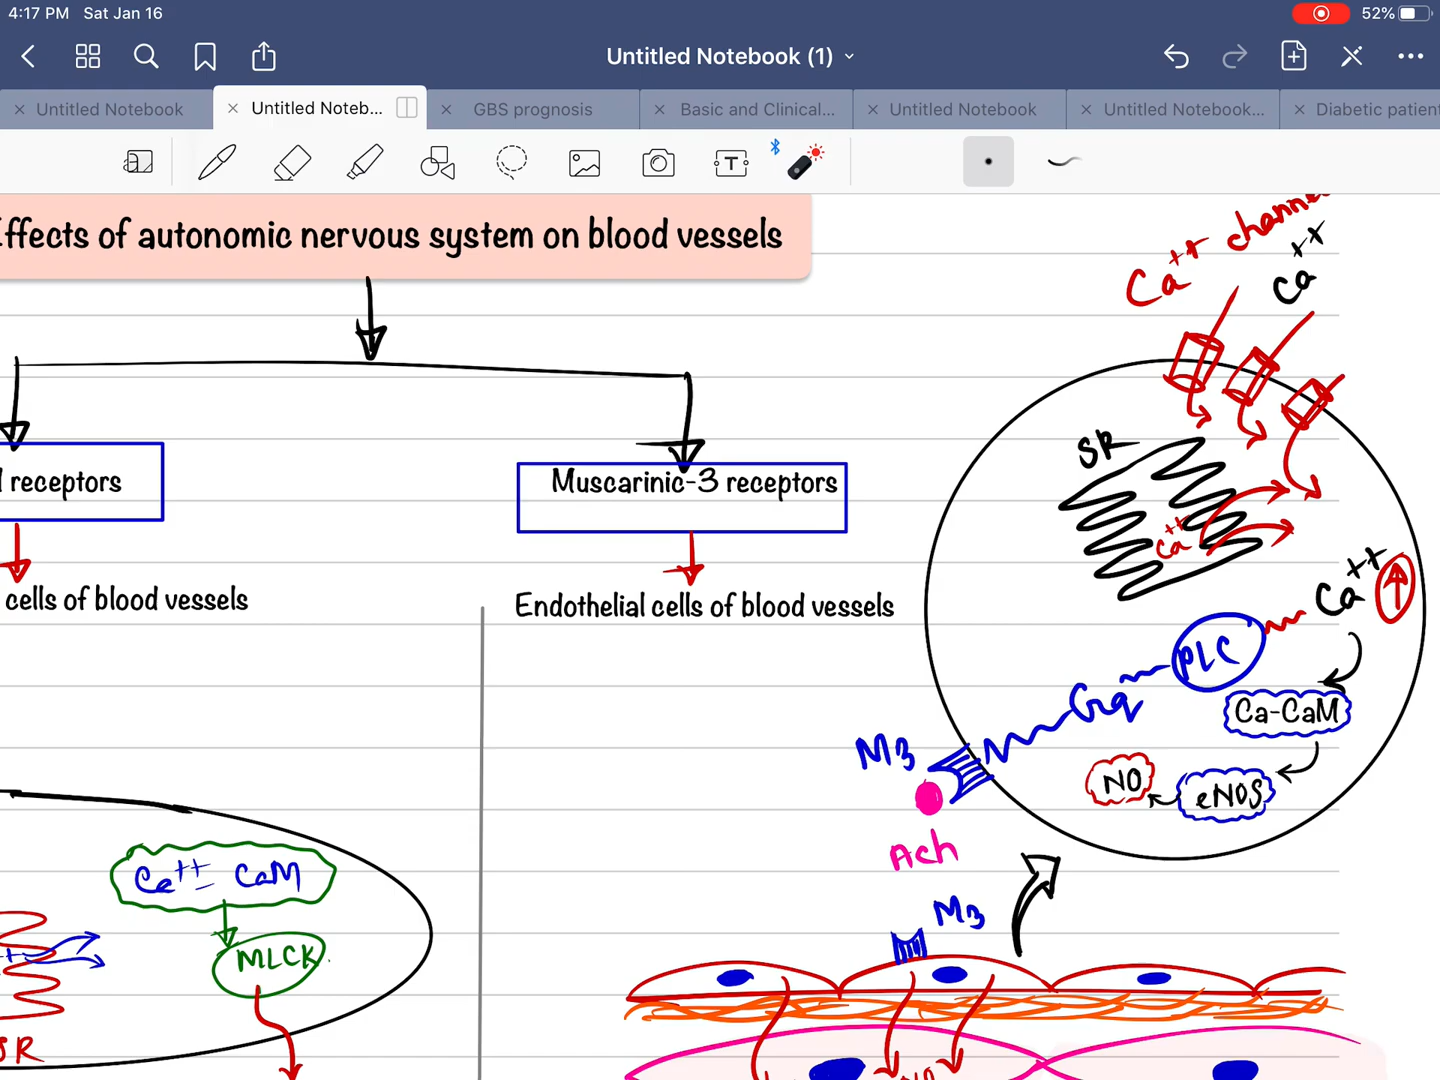 4:17 PM Sat Jan 16
52%
Untitled Notebook (1)
Untitled Notebook
Untitled Noteb...
GBS prognosis
Basic and Clinical...
Untitled Notebook
Untitled Notebook...
Diabetic patient
T
ffects of autonomic nervous system on blood vessels
Ca++
Ca++
SR
receptors
Muscarinic-3 receptors
Ca++
cells of blood vessels
Endothelial cells of blood vessels
Ca++
PLC
Gq
Ca-CaM
M3
NO
eNOS
Ach
Ca++ CaM
M3
MLCK
SR